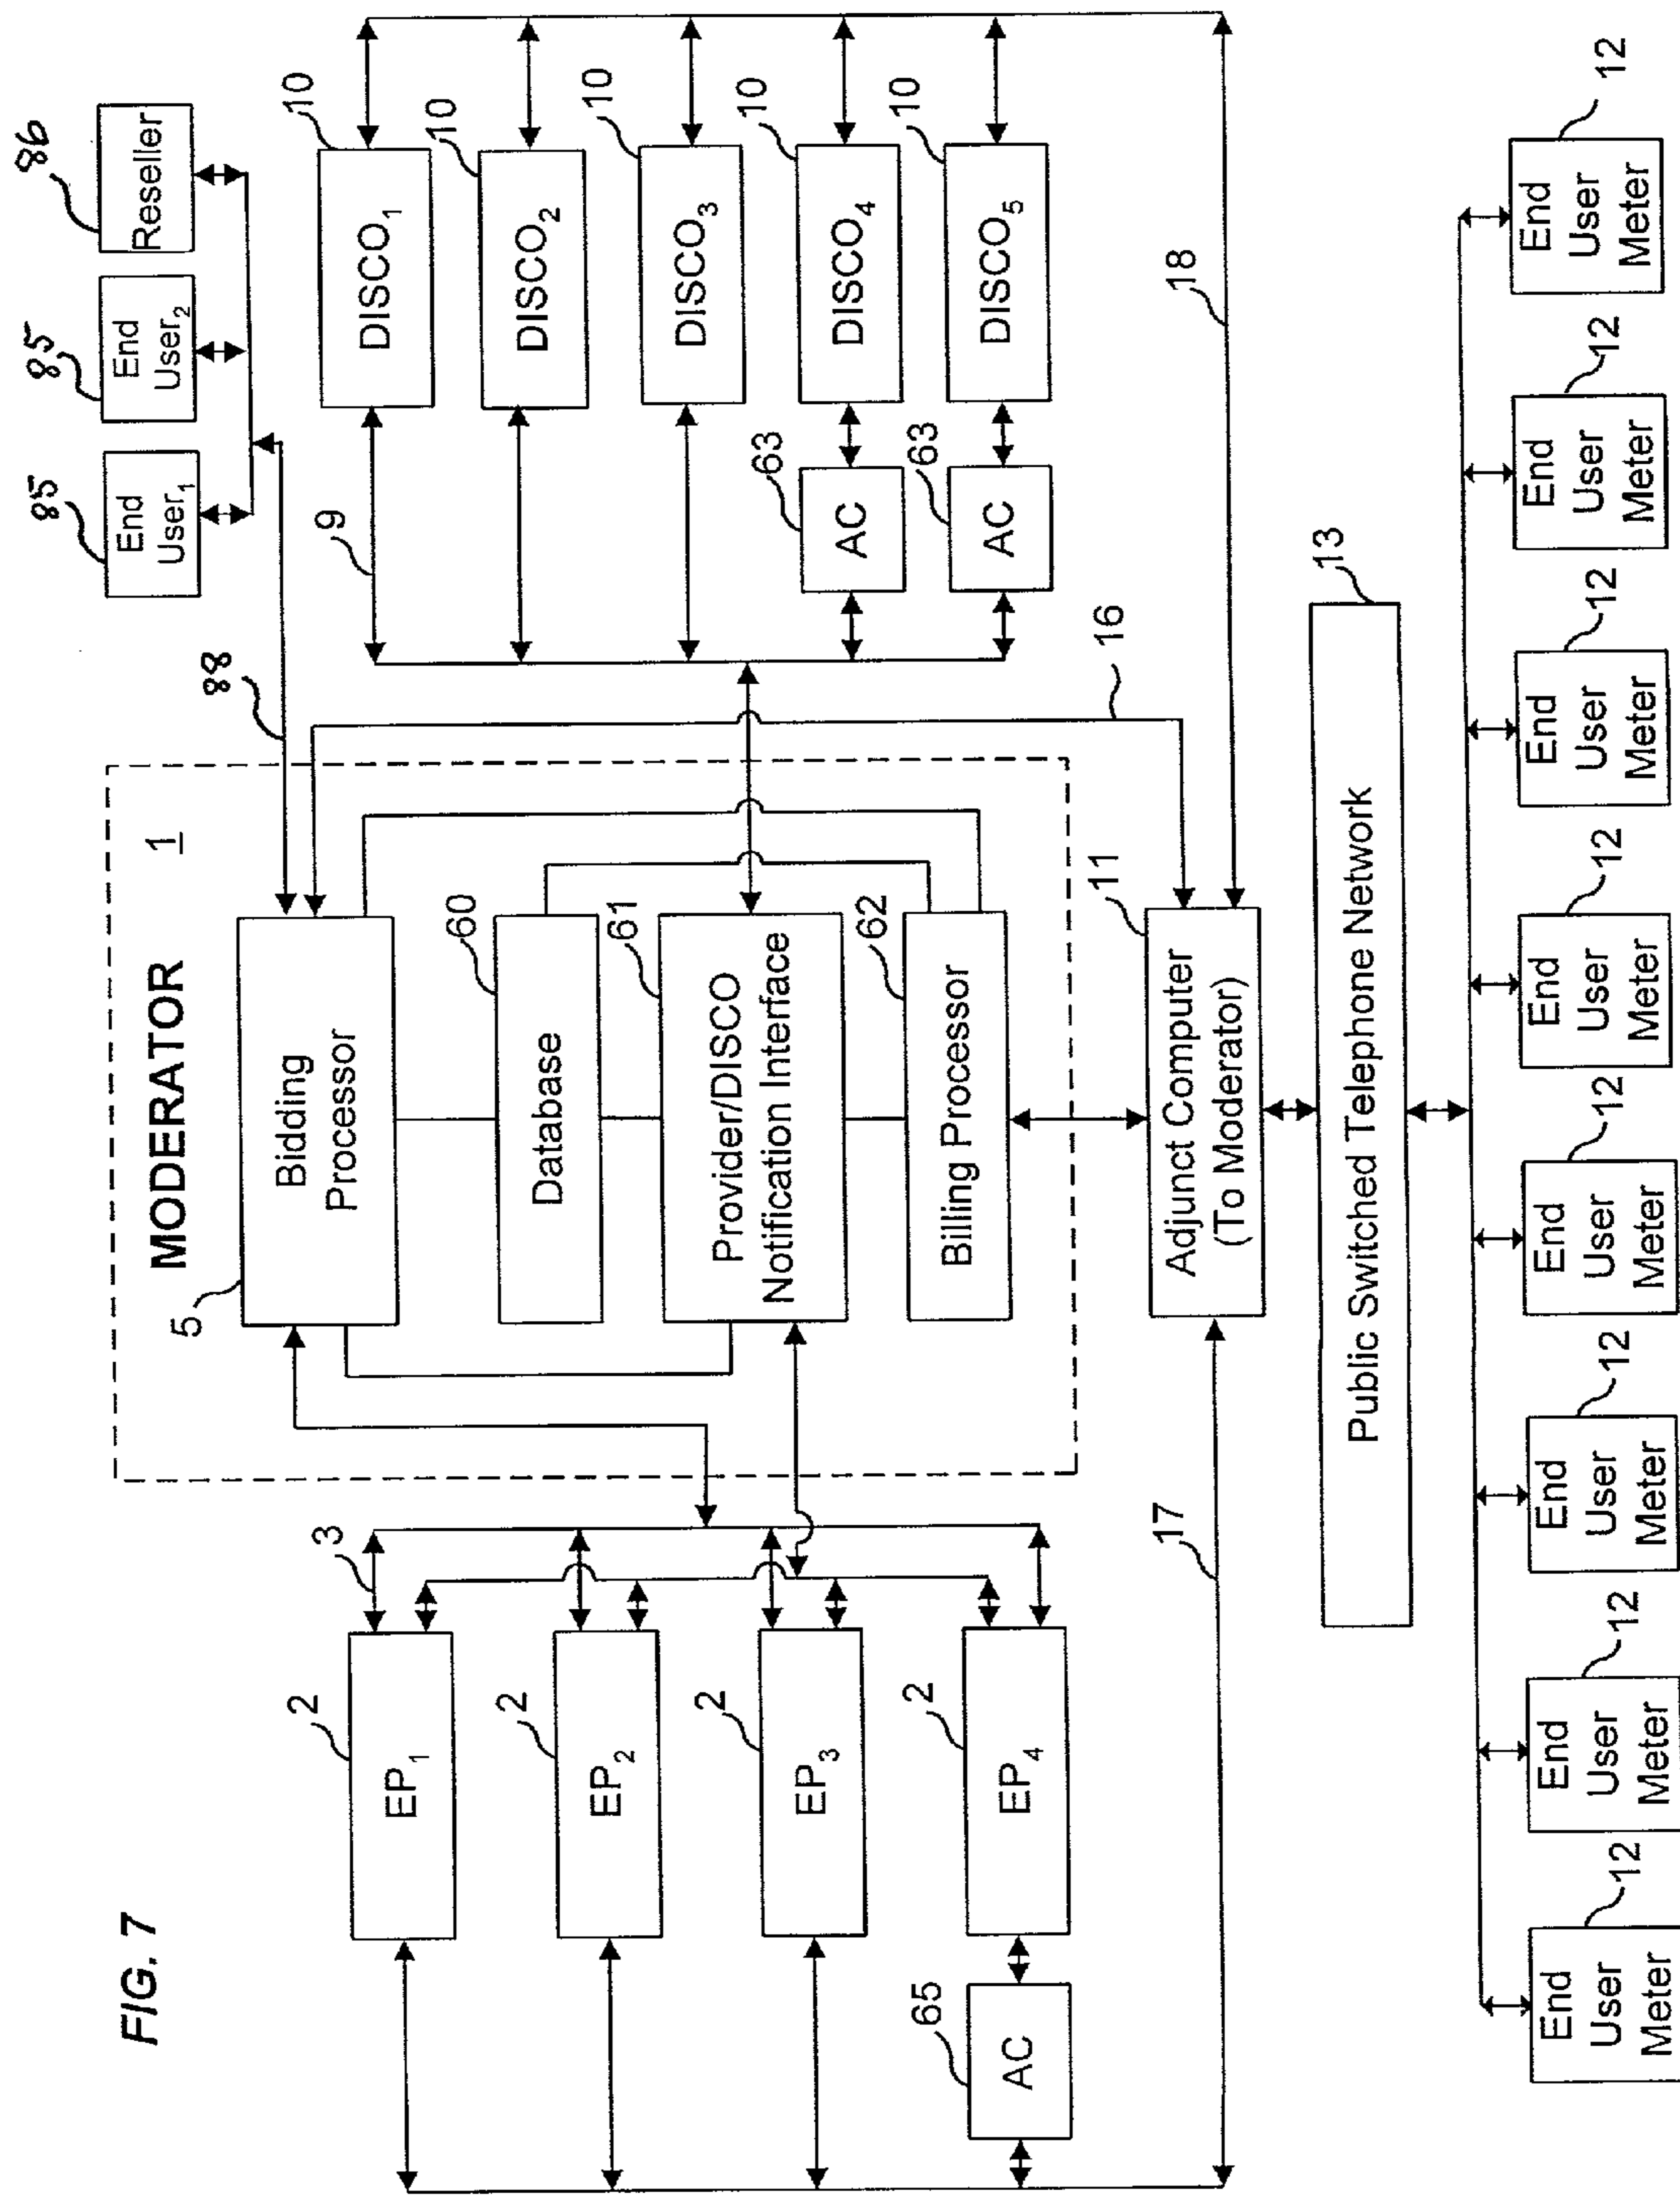 FIG. 7
MODERATOR
1
5
Bidding
Processor
60
Database
61
Provider/DISCO
Notification Interface
62
Billing Processor
3
2
EP1
2
EP2
2
EP3
2
EP4
65
AC
85
End
User1
85
End
User2
86
Reseller
88
9
10
DISCO1
10
DISCO2
10
DISCO3
10
DISCO4
63
AC
10
DISCO5
63
AC
16
17
18
11
Adjunct Computer
(To Moderator)
13
Public Switched Telephone Network
12
End
User
Meter
12
End
User
Meter
12
End
User
Meter
12
End
User
Meter
12
End
User
Meter
12
End
User
Meter
12
End
User
Meter
12
End
User
Meter